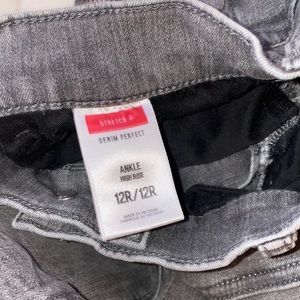 STRETCH
DENIM PERFECT
ANKLE
HIGH RISE
12R/12R
MADE IN VIETNAM